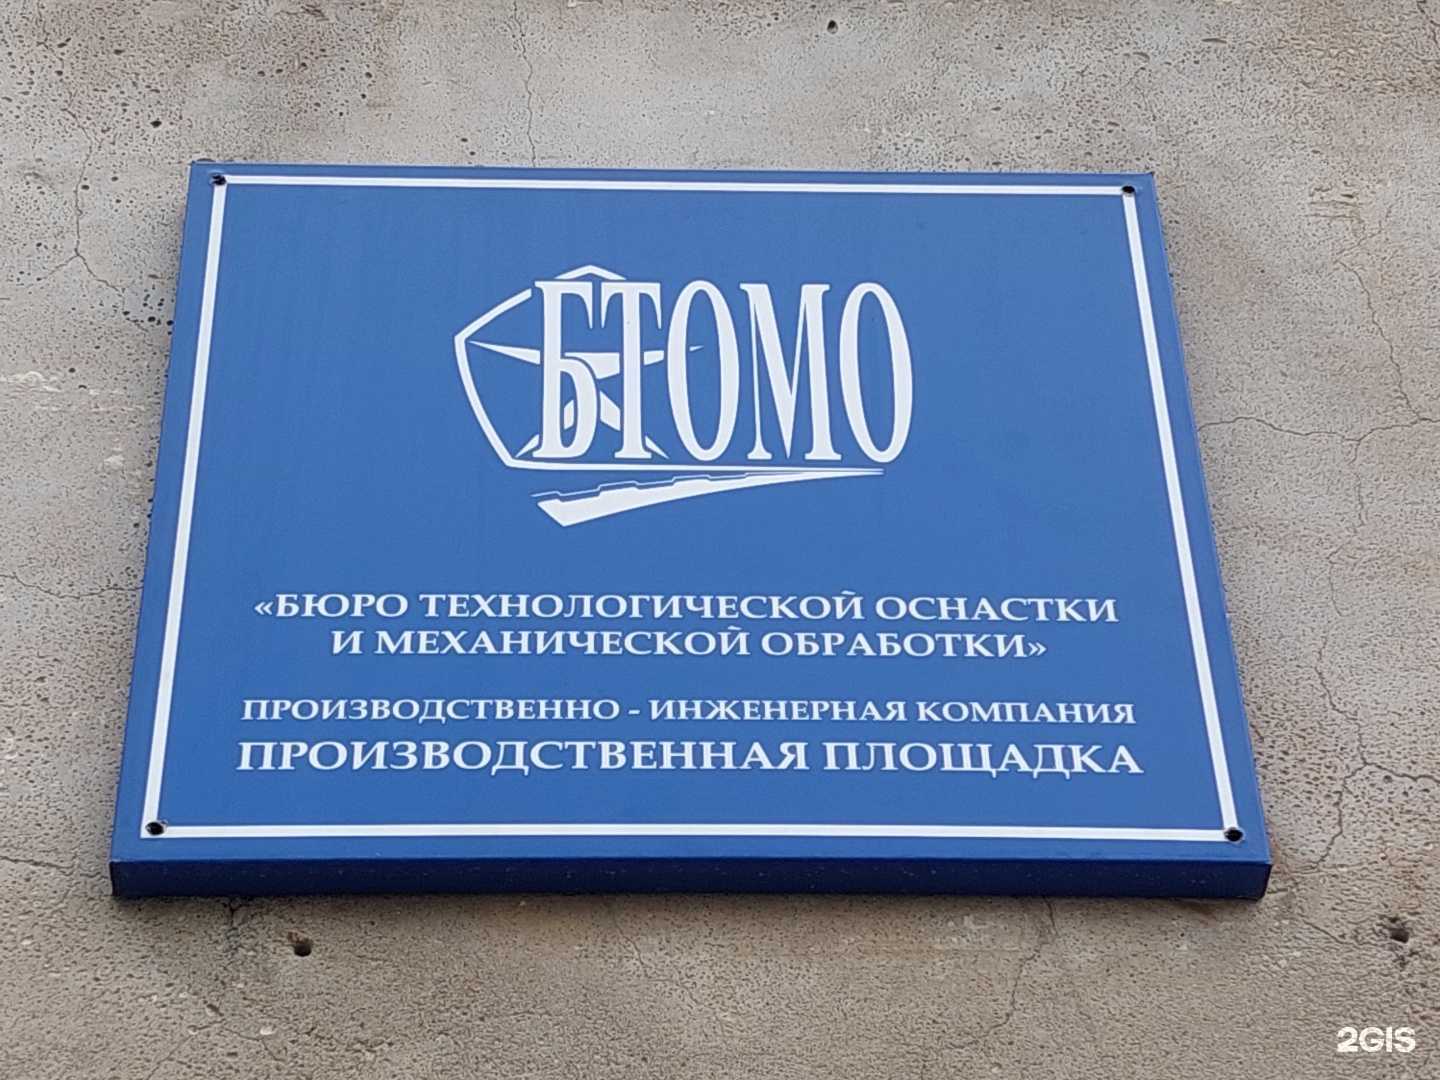 БТОМО
«БЮРО ТЕХНОЛОГИЧЕСКОЙ ОСНАСТКИ
И МЕХАНИЧЕСКОЙ ОБРАБОТКИ»
ПРОИЗВОДСТВЕННО - ИНЖЕНЕРНАЯ КОМПАНИЯ
ПРОИЗВОДСТВЕННАЯ ПЛОЩАДКА
2GIS